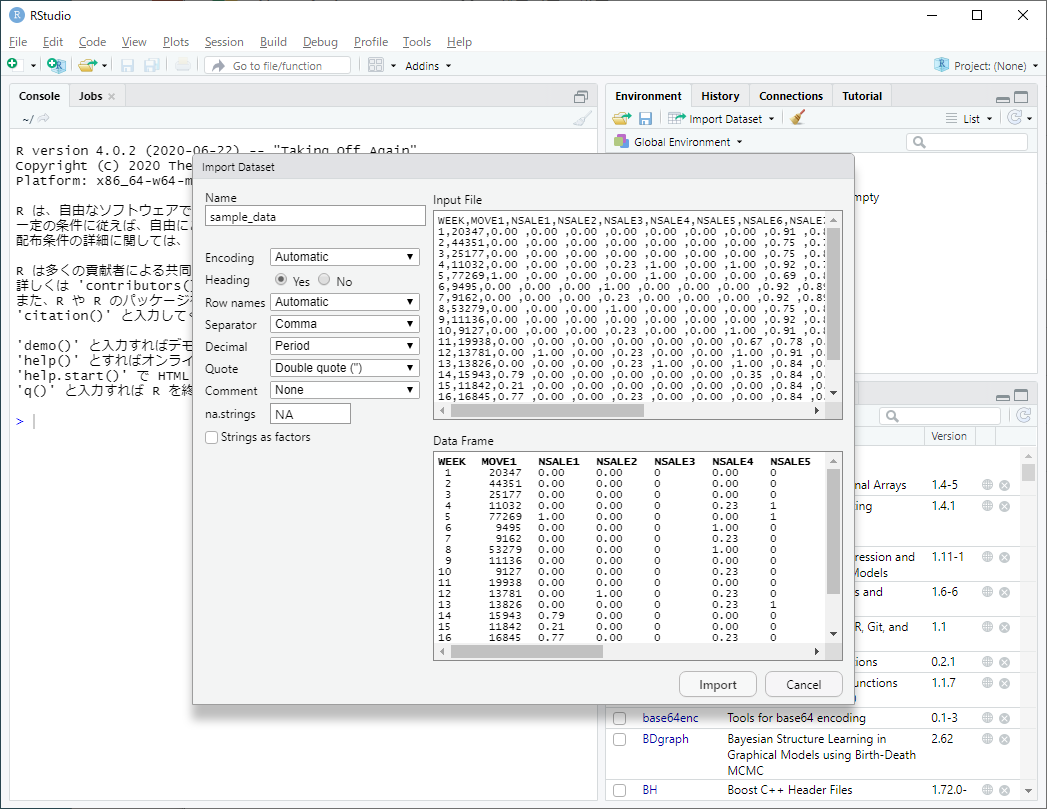 RStudio
File Edit Code View Plots Session Build Debug Profile Tools Help
Go to file/function
Addins
Project: (None)
Console Jobs
~/
R version 4.0.2 (2020-06-22) -- "Taking Off Again"
Copyright (C) 2020 The
Platform: x86_64-w64-m
R は、自由なソフトウェアで
一定の条件に従えば、自由に
配布条件の詳細に関しては、
R は多くの貢献者による共同
詳しくは 'contributors()
また、R や R のパッケージを
'citation()' と入力して
'demo()' と入力すればデモ
'help()' とすればオンライ
'help.start()' で HTML
'q()' と入力すれば R を終
>
Environment History Connections Tutorial
Import Dataset
List
Global Environment
mpty
Import Dataset
Name
sample_data
Encoding Automatic
Heading Yes No
Row names Automatic
Separator Comma
Decimal Period
Quote Double quote (")
Comment None
na.strings NA
Strings as factors
Input File
WEEK,MOVE1,NSALE1,NSALE2,NSALE3,NSALE4,NSALE5,NSALE6,NSALE7
1,20347,0.00 ,0.00 ,0.00 ,0.00 ,0.00 ,0.00 ,0.91 ,0.8
2,44351,0.00 ,0.00 ,0.00 ,0.00 ,0.00 ,0.00 ,0.75 ,0.7
3,25177,0.00 ,0.00 ,0.00 ,0.00 ,0.00 ,0.00 ,0.75 ,0.8
4,11032,0.00 ,0.00 ,0.00 ,0.23 ,1.00 ,0.00 ,1.00 ,0.92 ,0.7
5,77269,1.00 ,0.00 ,0.00 ,0.00 ,1.00 ,0.00 ,0.00 ,0.69 ,0.8
6,9495,0.00 ,0.00 ,0.00 ,1.00 ,0.00 ,0.00 ,0.00 ,0.92 ,0.89
7,9162,0.00 ,0.00 ,0.00 ,0.23 ,0.00 ,0.00 ,0.00 ,0.92 ,0.89
8,53279,0.00 ,0.00 ,0.00 ,1.00 ,0.00 ,0.00 ,0.00 ,0.75 ,0.8
9,11136,0.00 ,0.00 ,0.00 ,0.00 ,0.00 ,0.00 ,0.00 ,0.92 ,0.8
10,9127,0.00 ,0.00 ,0.00 ,0.23 ,0.00 ,0.00 ,1.00 ,0.91 ,0.8
11,19938,0.00 ,0.00 ,0.00 ,0.00 ,0.00 ,0.00 ,0.67 ,0.78 ,0.
12,13781,0.00 ,1.00 ,0.00 ,0.23 ,0.00 ,0.00 ,1.00 ,0.91 ,0.
13,13826,0.00 ,0.00 ,0.00 ,0.23 ,1.00 ,0.00 ,1.00 ,0.84 ,0.
14,15943,0.79 ,0.00 ,0.00 ,0.00 ,0.00 ,0.00 ,0.35 ,0.84 ,0.
15,11842,0.21 ,0.00 ,0.00 ,0.00 ,0.00 ,0.00 ,0.00 ,0.84 ,0.
16,16845,0.77 ,0.00 ,0.00 ,0.23 ,0.00 ,0.00 ,0.00 ,0.84 ,0.
Data Frame
WEEK MOVE1 NSALE1 NSALE2 NSALE3 NSALE4 NSALE5
1 20347 0.00 0.00 0 0.00 0
2 44351 0.00 0.00 0 0.00 0
3 25177 0.00 0.00 0 0.00 0
4 11032 0.00 0.00 0 0.23 1
5 77269 1.00 0.00 0 0.00 1
6 9495 0.00 0.00 0 1.00 0
7 9162 0.00 0.00 0 0.23 0
8 53279 0.00 0.00 0 1.00 0
9 11136 0.00 0.00 0 0.00 0
10 9127 0.00 0.00 0 0.23 0
11 19938 0.00 0.00 0 0.00 0
12 13781 0.00 1.00 0 0.23 0
13 13826 0.00 0.00 0 0.23 1
14 15943 0.79 0.00 0 0.00 0
15 11842 0.21 0.00 0 0.00 0
16 16845 0.77 0.00 0 0.23 0
Import Cancel
Version
nal Arrays 1.4-5
ting 1.4.1
ression and 1.11-1
Models
s and 1.6-6
R, Git, and 1.1
tions 0.2.1
unctions 1.1.7
)
base64enc Tools for base64 encoding 0.1-3
BDgraph Bayesian Structure Learning in 2.62
Graphical Models using Birth-Death
MCMC
BH Boost C++ Header Files 1.72.0-